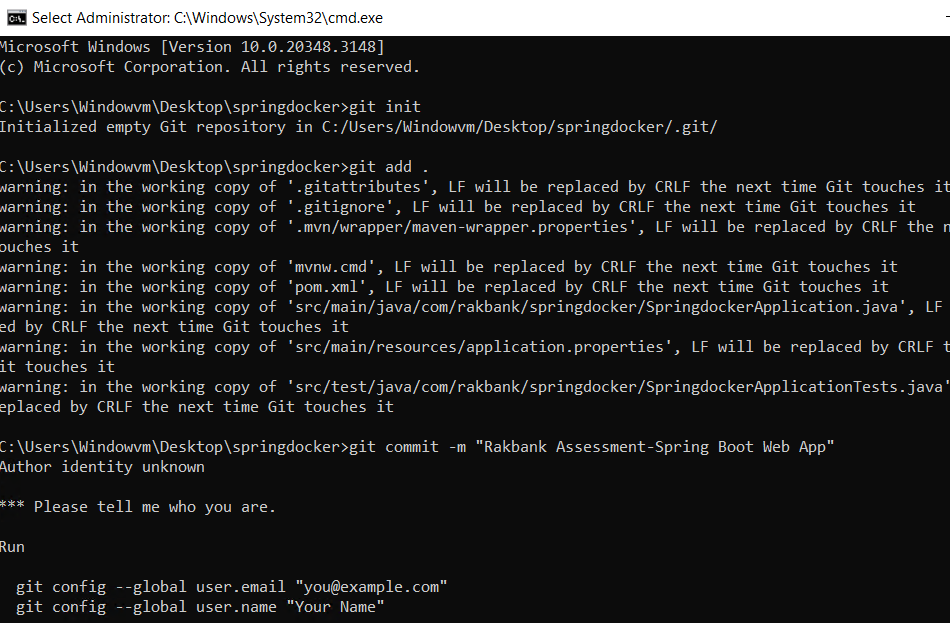 Select Administrator: C:\Windows\System32\cmd.exe
Microsoft Windows [Version 10.0.20348.3148]
(c) Microsoft Corporation. All rights reserved.
C:\Users\Windowvm\Desktop\springdocker>git init
Initialized empty Git repository in C:/Users/Windowvm/Desktop/springdocker/.git/
C:\Users\Windowvm\Desktop\springdocker>git add .
warning: in the working copy of '.gitattributes', LF will be replaced by CRLF the next time Git touches it
warning: in the working copy of '.gitignore', LF will be replaced by CRLF the next time Git touches it
warning: in the working copy of '.mvn/wrapper/maven-wrapper.properties', LF will be replaced by CRLF the n
ouches it
warning: in the working copy of 'mvnw.cmd', LF will be replaced by CRLF the next time Git touches it
warning: in the working copy of 'pom.xml', LF will be replaced by CRLF the next time Git touches it
warning: in the working copy of 'src/main/java/com/rakbank/springdocker/SpringdockerApplication.java', LF
ed by CRLF the next time Git touches it
warning: in the working copy of 'src/main/resources/application.properties', LF will be replaced by CRLF t
it touches it
warning: in the working copy of 'src/test/java/com/rakbank/springdocker/SpringdockerApplicationTests.java'
eplaced by CRLF the next time Git touches it
C:\Users\Windowvm\Desktop\springdocker>git commit -m "Rakbank Assessment-Spring Boot Web App"
Author identity unknown
*** Please tell me who you are.
Run
git config --global user.email "you@example.com"
git config --global user.name "Your Name"